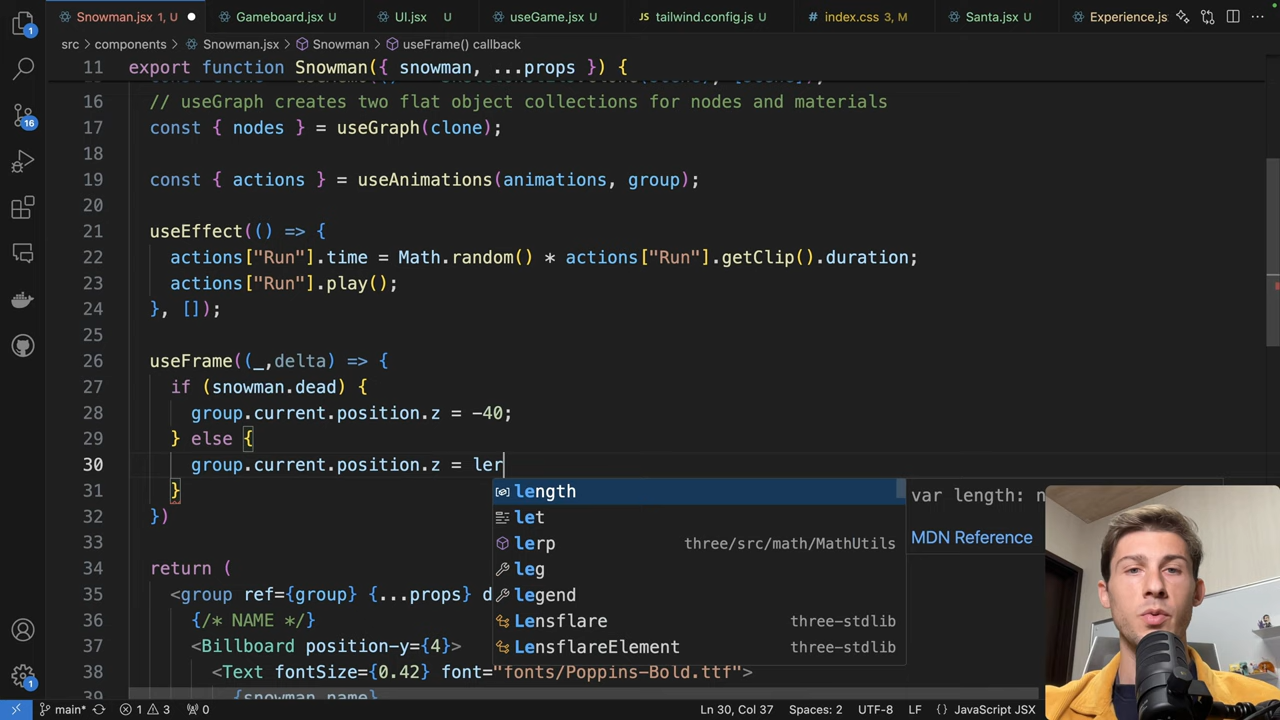 Snowman.jsx 1, U
Gameboard.jsx U
UI.jsx U
useGame.jsx U
JS tailwind.config.js U
index.css 3, M
Santa.jsx U
Experience.js
src > components > Snowman.jsx > Snowman > useFrame() callback
11 export function Snowman({ snowman, ...props }) {
16 // useGraph creates two flat object collections for nodes and materials
17 const { nodes } = useGraph(clone);
18
19 const { actions } = useAnimations(animations, group);
20
21 useEffect(() => {
22 actions["Run"].time = Math.random() * actions["Run"].getClip().duration;
23 actions["Run"].play();
24 }, []);
25
26 useFrame((_,delta) => {
27 if (snowman.dead) {
28 group.current.position.z = -40;
29 } else {
30 group.current.position.z = ler
31 }
32 })
33
34 return (
35 <group ref={group} {...props} d
36 {/* NAME */}
37 <Billboard position-y={4}>
38 <Text fontSize={0.42} font="fonts/Poppins-Bold.ttf">
39 {snowman.name}
length
let
lerp three/src/math/MathUtils
leg
legend
Lensflare three-stdlib
LensflareElement three-stdlib
var length: n
MDN Reference
1
16
1
main* 1 3 0
Ln 30, Col 37 Spaces: 2 UTF-8 LF {} JavaScript JSX